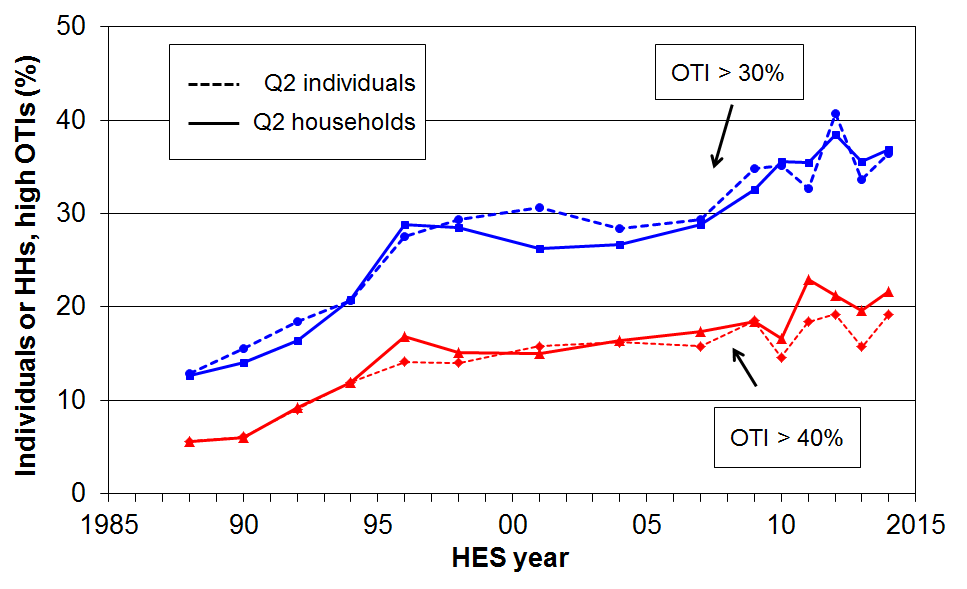 Individuals or HHs, high OTIs (%)
50
40
30
20
10
0
Q2 individuals
Q2 households
OTI > 30%
OTI > 40%
1985 90 95 00 05 10 2015
HES year